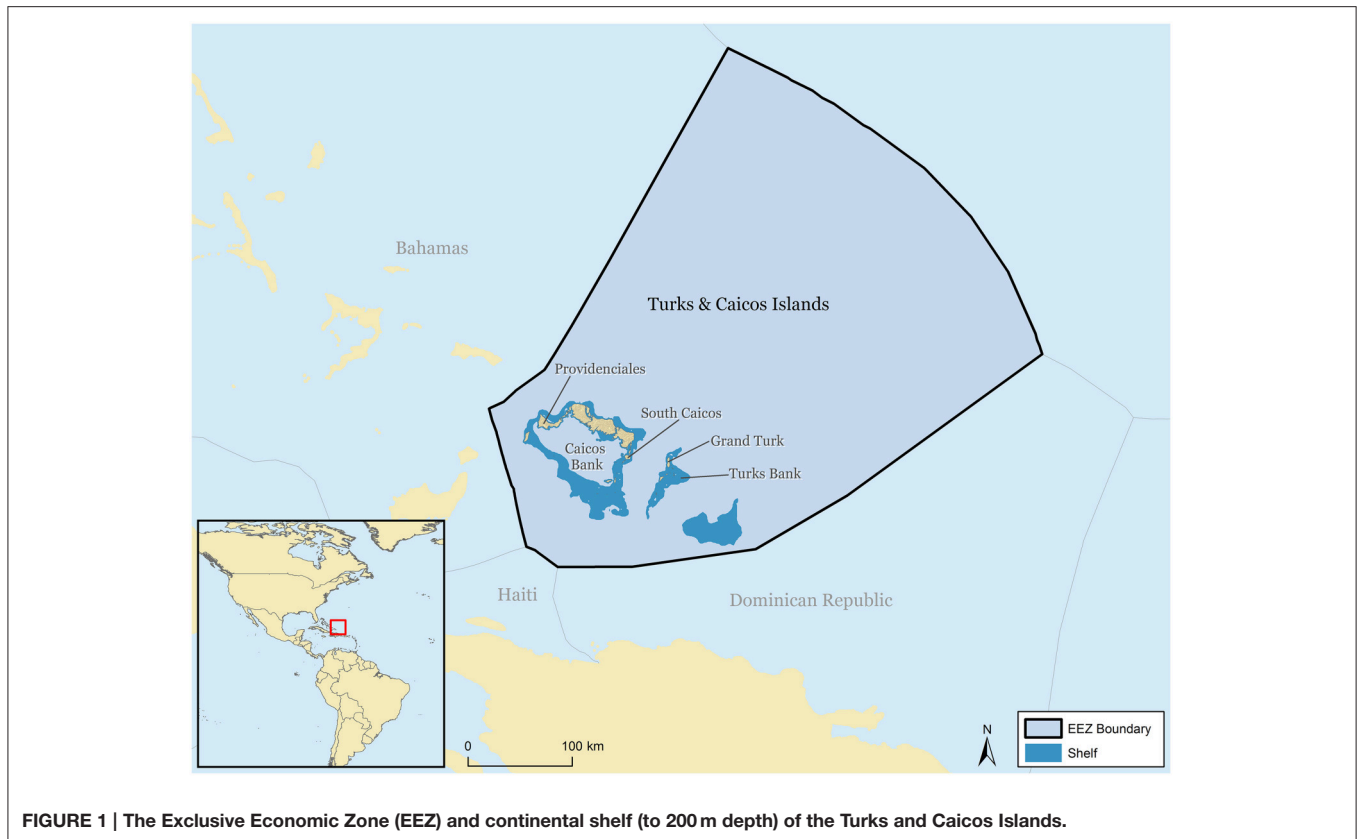 Bahamas
Turks & Caicos Islands
Providenciales
South Caicos
Caicos
Bank
Grand Turk
Turks Bank
Haiti
Dominican Republic
0 100 km
N
EEZ Boundary
Shelf
FIGURE 1 | The Exclusive Economic Zone (EEZ) and continental shelf (to 200 m depth) of the Turks and Caicos Islands.